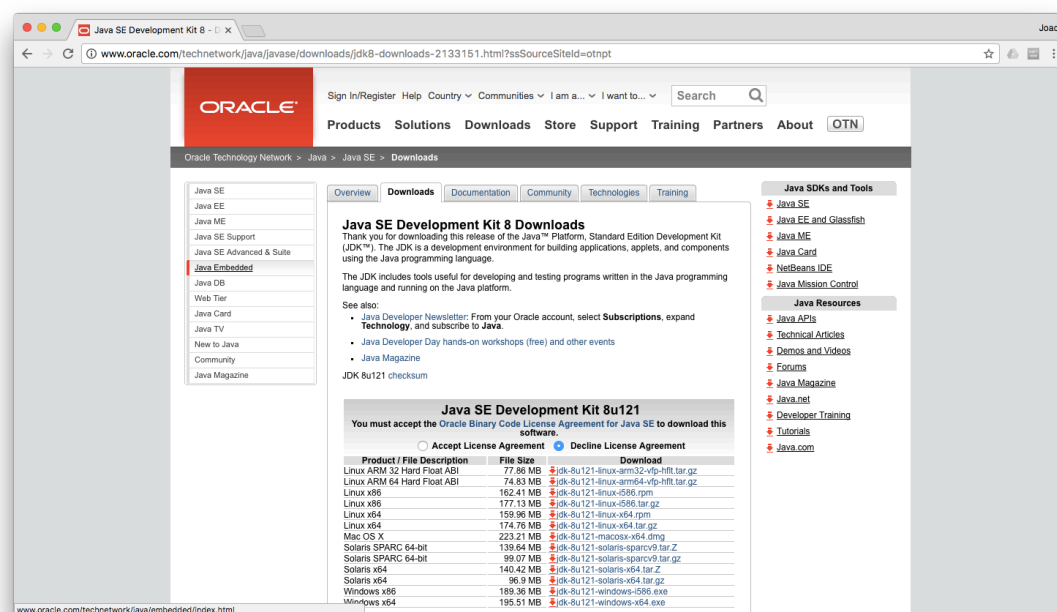 Java SE Development Kit 8 - D
Joac
www.oracle.com/technetwork/java/javase/downloads/jdk8-downloads-2133151.html?ssSourceSiteId=otnpt
ORACLE
Sign In/Register Help Country Communities I am a... I want to... Search
Products Solutions Downloads Store Support Training Partners About OTN
Oracle Technology Network > Java > Java SE > Downloads
Java SE
Java EE
Java ME
Java SE Support
Java SE Advanced & Suite
Java Embedded
Java DB
Web Tier
Java Card
Java TV
New to Java
Community
Java Magazine
Overview Downloads Documentation Community Technologies Training
Java SE Development Kit 8 Downloads
Thank you for downloading this release of the Java™ Platform, Standard Edition Development Kit
(JDK™). The JDK is a development environment for building applications, applets, and components
using the Java programming language.
The JDK includes tools useful for developing and testing programs written in the Java programming
language and running on the Java platform.
See also:
• Java Developer Newsletter: From your Oracle account, select Subscriptions, expand
Technology, and subscribe to Java.
• Java Developer Day hands-on workshops (free) and other events
• Java Magazine
JDK 8u121 checksum
Java SE Development Kit 8u121
You must accept the Oracle Binary Code License Agreement for Java SE to download this
software.
Accept License Agreement Decline License Agreement
Product / File Description File Size Download
Linux ARM 32 Hard Float ABI 77.86 MB jdk-8u121-linux-arm32-vfp-hflt.tar.gz
Linux ARM 64 Hard Float ABI 74.83 MB jdk-8u121-linux-arm64-vfp-hflt.tar.gz
Linux x86 162.41 MB jdk-8u121-linux-i586.rpm
Linux x86 177.13 MB jdk-8u121-linux-i586.tar.gz
Linux x64 159.96 MB jdk-8u121-linux-x64.rpm
Linux x64 174.76 MB jdk-8u121-linux-x64.tar.gz
Mac OS X 223.21 MB jdk-8u121-macosx-x64.dmg
Solaris SPARC 64-bit 139.64 MB jdk-8u121-solaris-sparcv9.tar.Z
Solaris SPARC 64-bit 99.07 MB jdk-8u121-solaris-sparcv9.tar.gz
Solaris x64 140.42 MB jdk-8u121-solaris-x64.tar.Z
Solaris x64 96.9 MB jdk-8u121-solaris-x64.tar.gz
Windows x86 189.36 MB jdk-8u121-windows-i586.exe
Windows x64 195.51 MB jdk-8u121-windows-x64.exe
Java SDKs and Tools
Java SE
Java EE and Glassfish
Java ME
Java Card
NetBeans IDE
Java Mission Control
Java Resources
Java APIs
Technical Articles
Demos and Videos
Forums
Java Magazine
Java.net
Developer Training
Tutorials
Java.com
www.oracle.com/technetwork/java/embedded/index.html